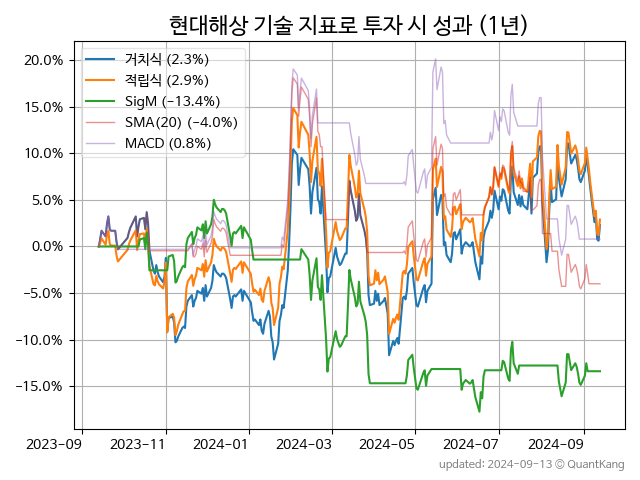 현대해상 기술 지표로 투자 시 성과 (1년)
거치식 (2.3%)
적립식 (2.9%)
SigM (−13.4%)
SMA(20) (−4.0%)
MACD (0.8%)
20.0%
15.0%
10.0%
5.0%
0.0%
−5.0%
−10.0%
−15.0%
2023-09 2023-11 2024-01 2024-03 2024-05 2024-07 2024-09
updated: 2024-09-13 ⓒ QuantKang